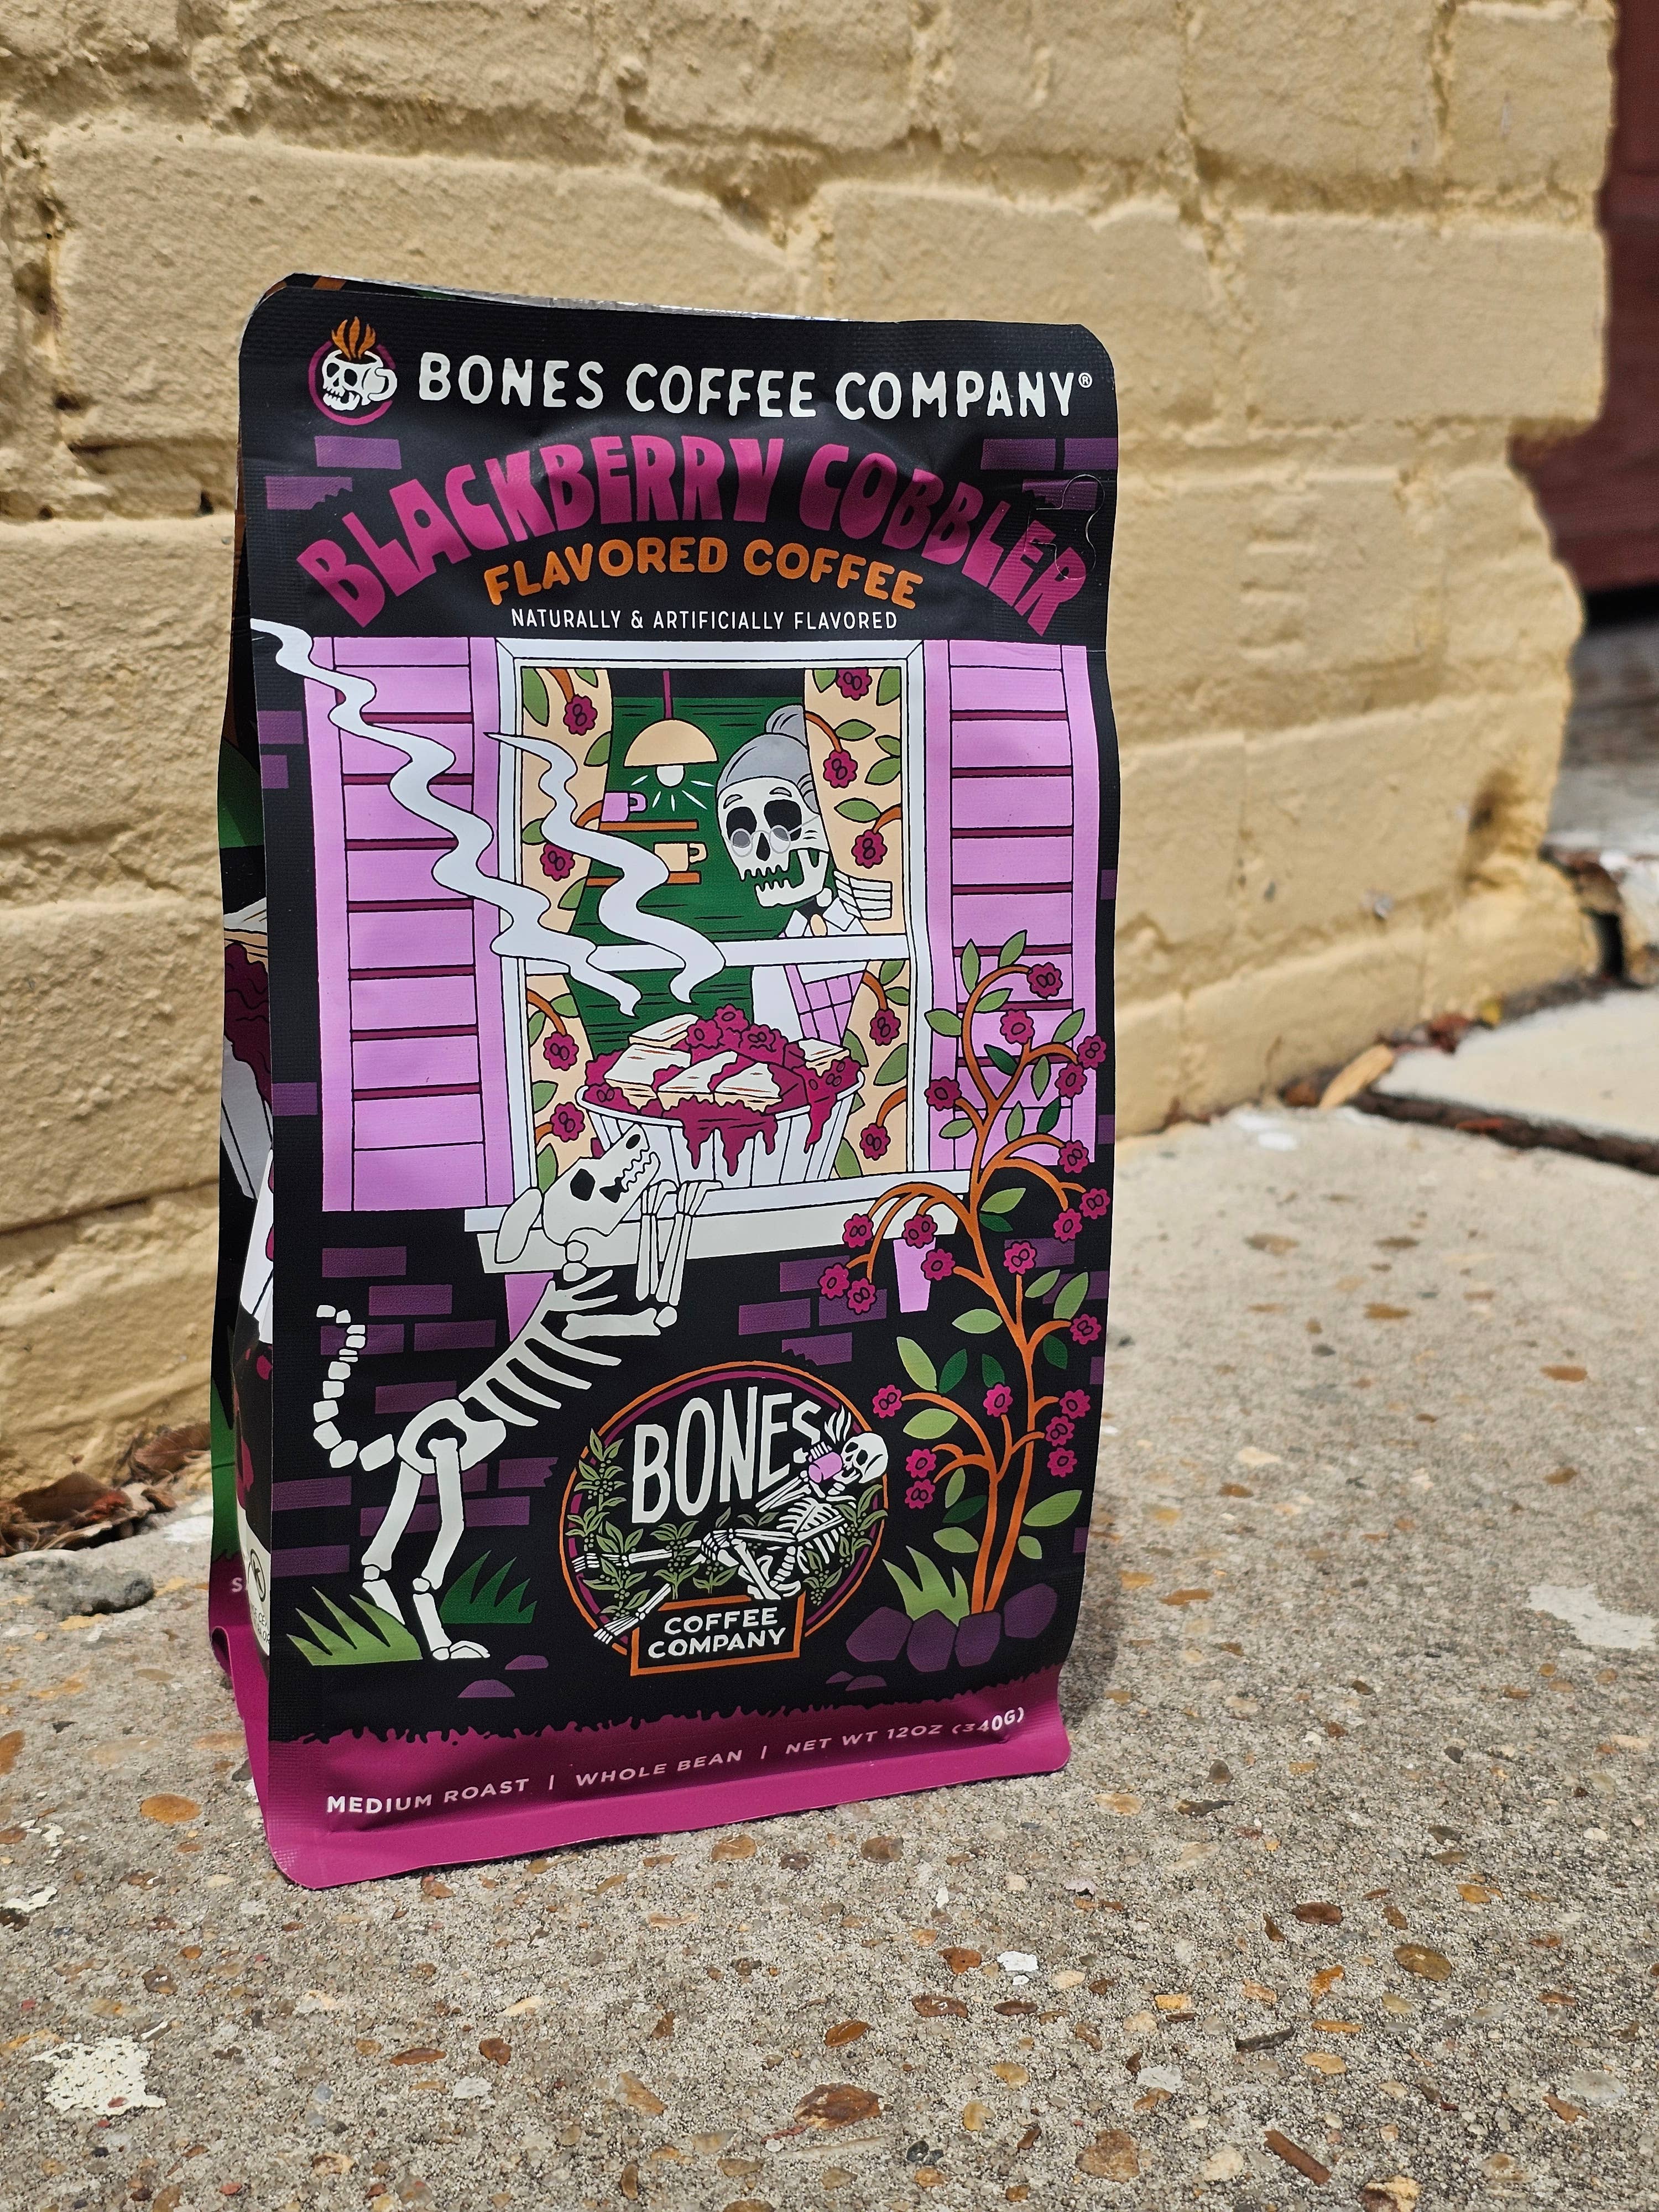 BONES COFFEE COMPANY®
BLACKBERRY COBBLER
FLAVORED COFFEE
NATURALLY & ARTIFICIALLY FLAVORED
BONES
COFFEE
COMPANY
MEDIUM ROAST | WHOLE BEAN | NET WT 12OZ (340G)